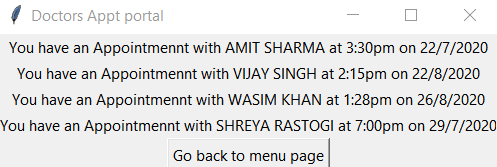 Doctors Appt portal
You have an Appointmennt with AMIT SHARMA at 3:30pm on 22/7/2020
You have an Appointmennt with VIJAY SINGH at 2:15pm on 22/8/2020
You have an Appointmennt with WASIM KHAN at 1:28pm on 26/8/2020
You have an Appointmennt with SHREYA RASTOGI at 7:00pm on 29/7/2020
Go back to menu page